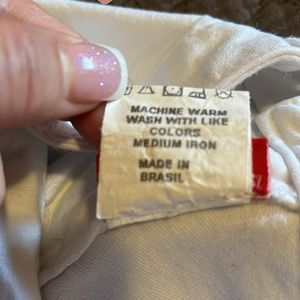 MACHINE WARM
WASH WITH LIKE
COLORS
MEDIUM IRON
MADE IN
BRASIL